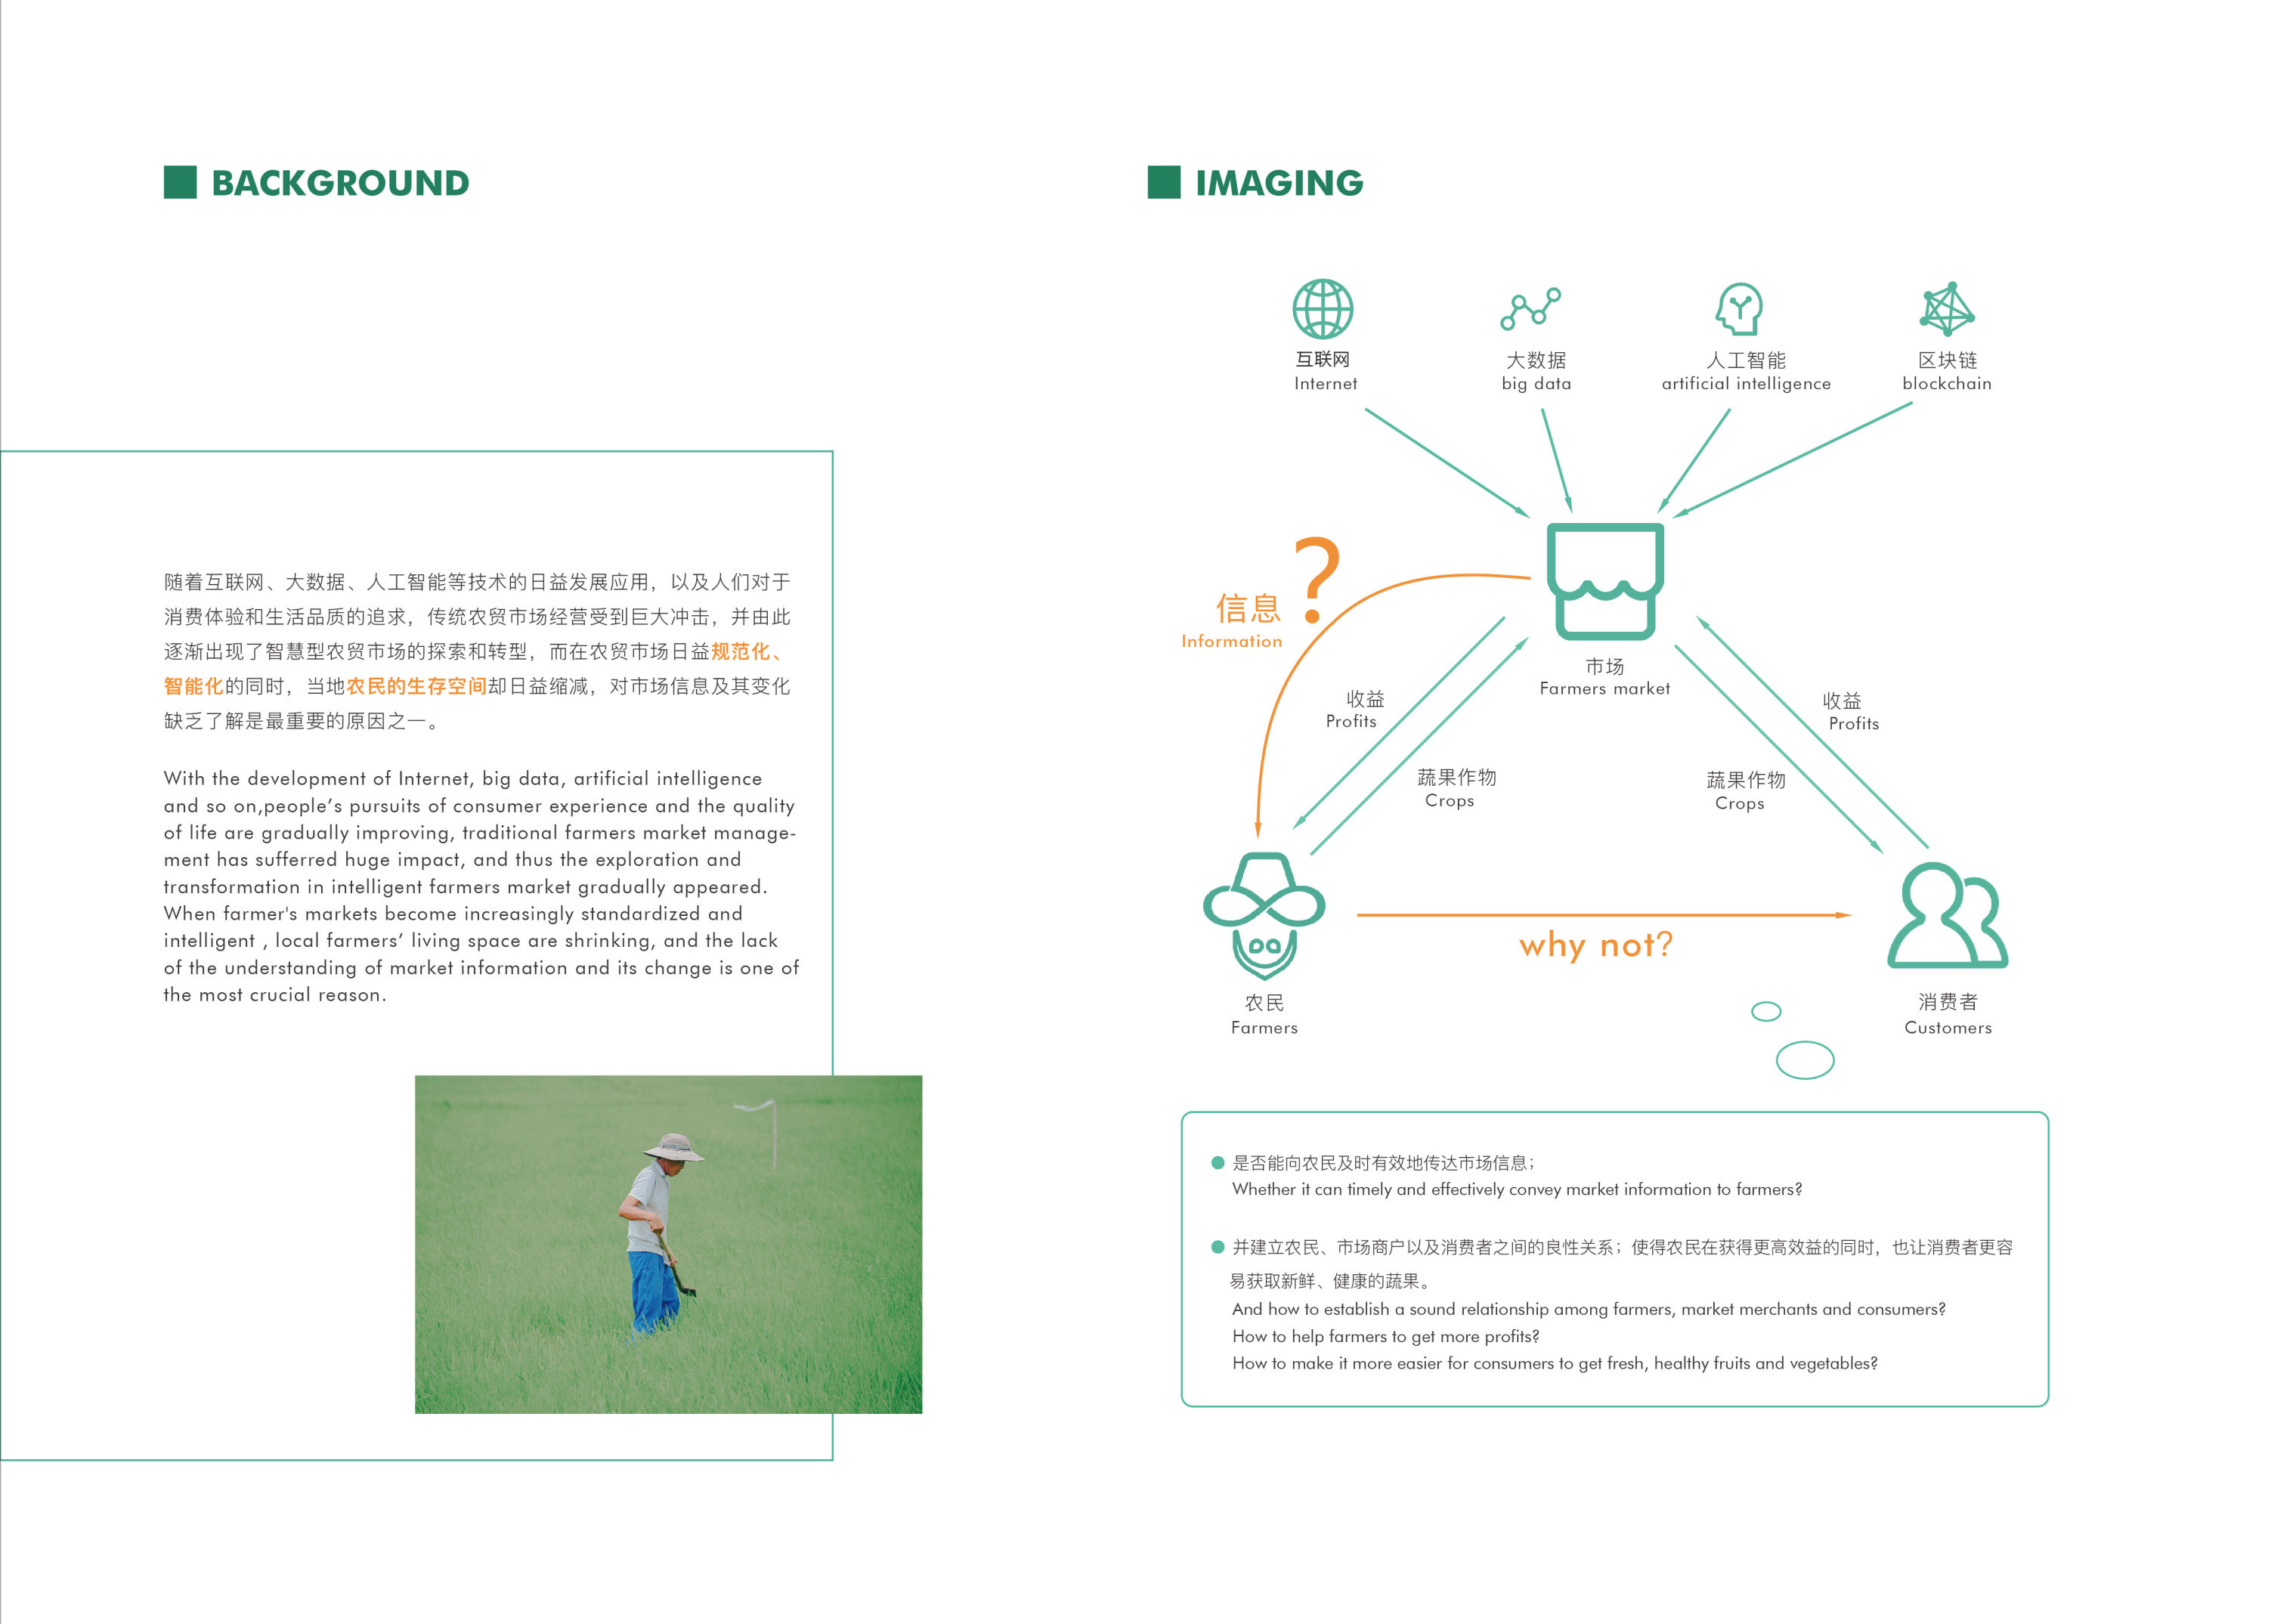 BACKGROUND
随着互联网、大数据、人工智能等技术的日益发展应用，以及人们对于
消费体验和生活品质的追求，传统农贸市场经营受到巨大冲击，并由此
逐渐出现了智慧型农贸市场的探索和转型，而在农贸市场日益规范化、
智能化的同时，当地农民的生存空间却日益缩减，对市场信息及其变化
缺乏了解是最重要的原因之一。
With the development of Internet, big data, artificial intelligence
and so on,people’s pursuits of consumer experience and the quality
of life are gradually improving, traditional farmers market manage-
ment has sufferred huge impact, and thus the exploration and
transformation in intelligent farmers market gradually appeared.
When farmer's markets become increasingly standardized and
intelligent , local farmers’ living space are shrinking, and the lack
of the understanding of market information and its change is one of
the most crucial reason.
IMAGING
互联网
Internet
大数据
big data
人工智能
artificial intelligence
区块链
blockchain
?
信息
Information
市场
Farmers market
收益
Profits
蔬果作物
Crops
收益
Profits
蔬果作物
Crops
why not?
农民
Farmers
消费者
Customers
是否能向农民及时有效地传达市场信息；
Whether it can timely and effectively convey market information to farmers?
并建立农民、市场商户以及消费者之间的良性关系；使得农民在获得更高效益的同时，也让消费者更容
易获取新鲜、健康的蔬果。
And how to establish a sound relationship among farmers, market merchants and consumers?
How to help farmers to get more profits?
How to make it more easier for consumers to get fresh, healthy fruits and vegetables?